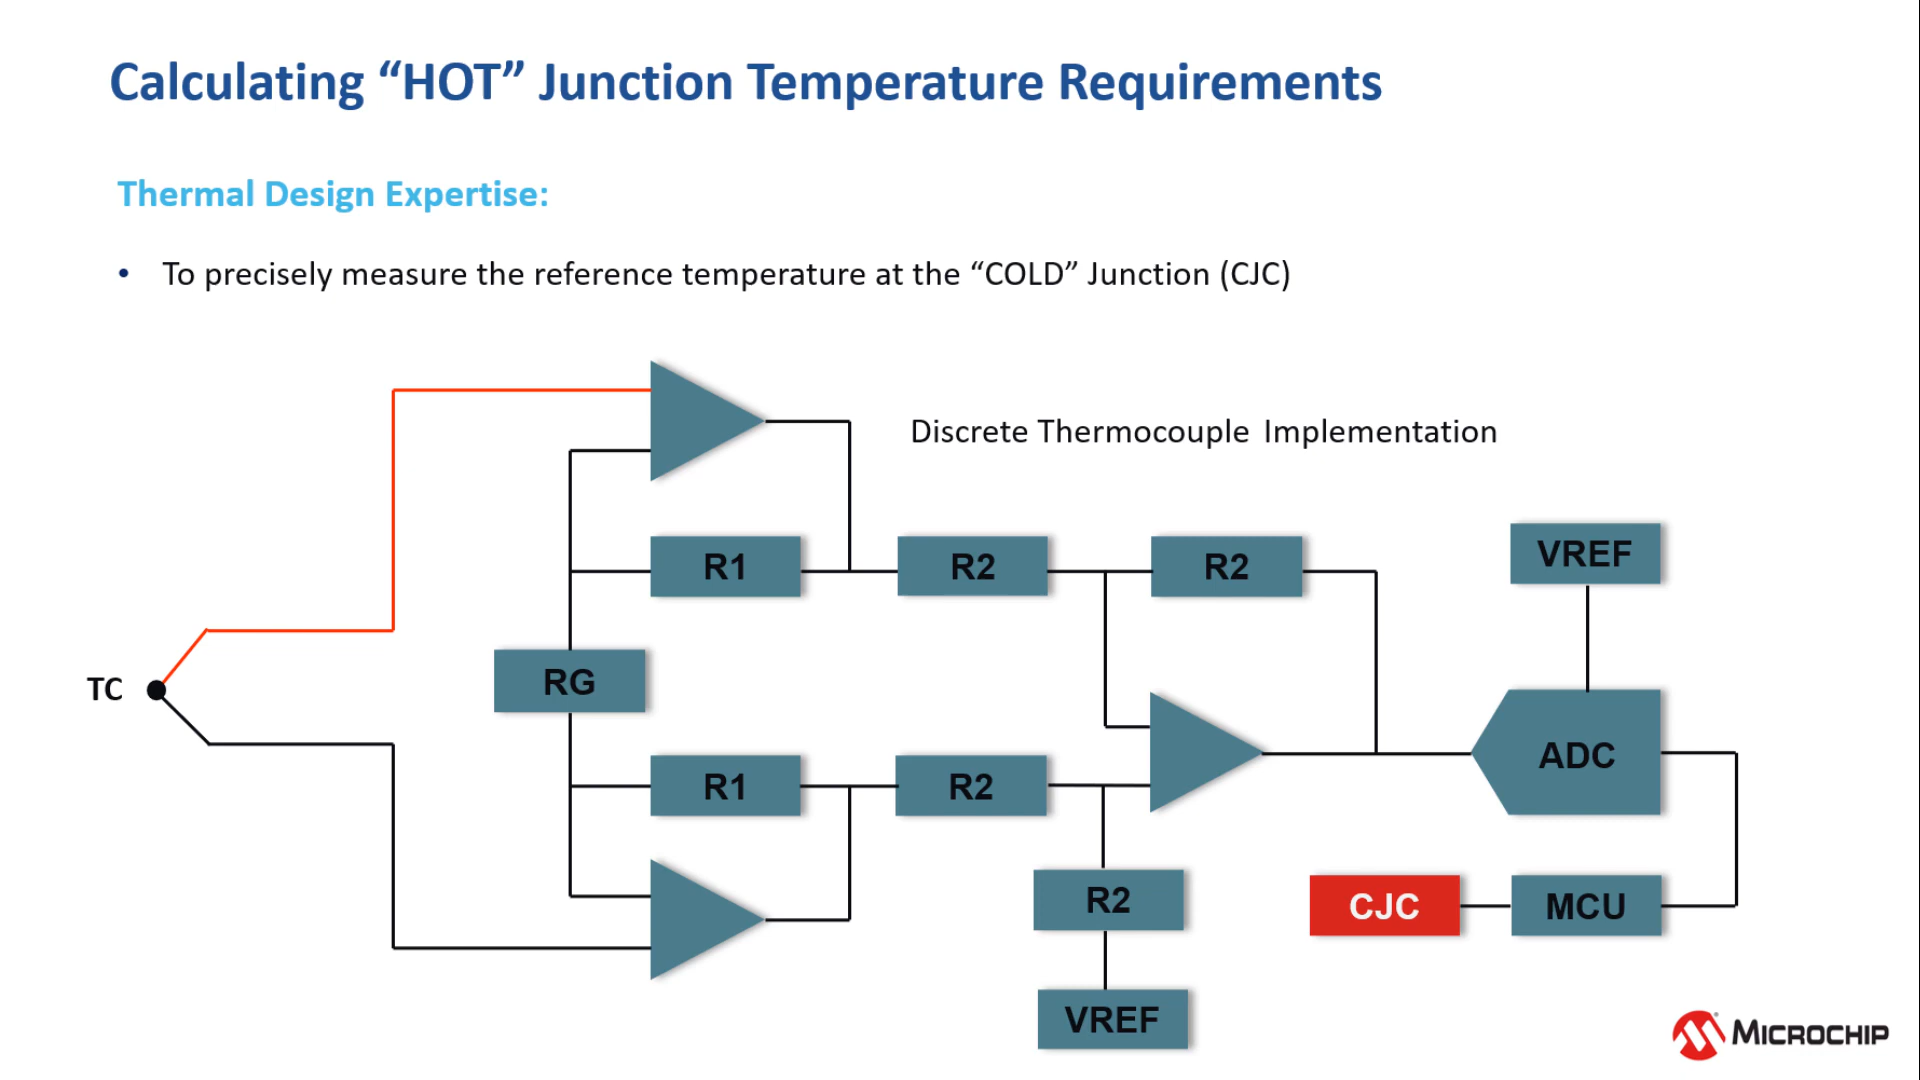 Calculating “HOT” Junction Temperature Requirements
Thermal Design Expertise:
• To precisely measure the reference temperature at the “COLD” Junction (CJC)
Discrete Thermocouple Implementation
VREF
R1
R2
R2
RG
TC
ADC
R1
R2
R2
CJC
MCU
VREF
MICROCHIP